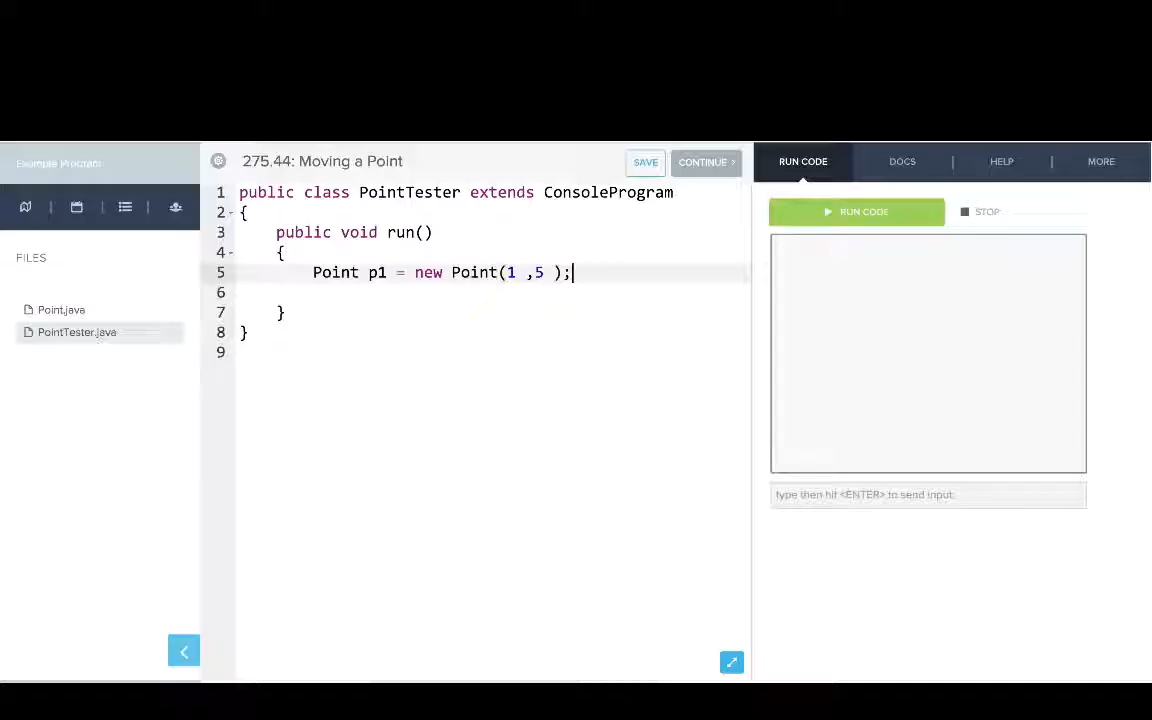 Example Program
275.44: Moving a Point
SAVE
CONTINUE >
RUN CODE
DOCS
HELP
MORE
FILES
Point.java
PointTester.java
1 public class PointTester extends ConsoleProgram
2 {
3 public void run()
4 {
5 Point p1 = new Point(1 ,5 );
6
7 }
8 }
9
RUN CODE
STOP
type then hit <ENTER> to send input.